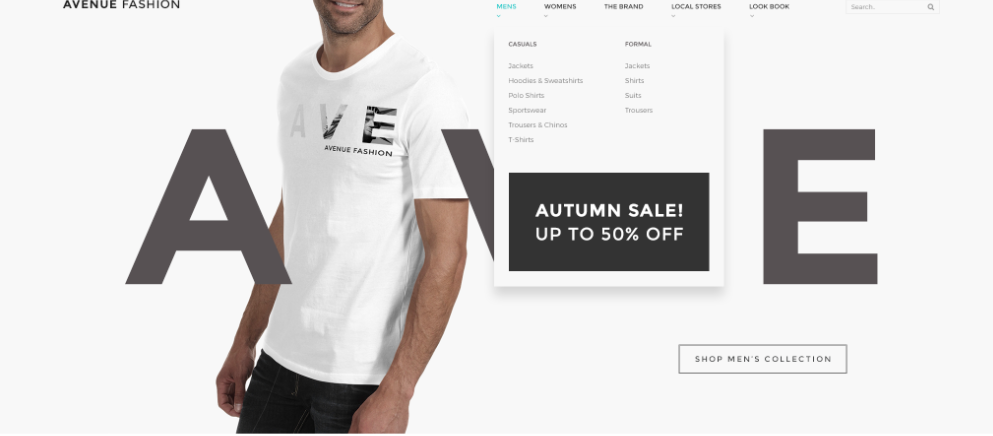 AVENUE FASHION
MENS
WOMENS
THE BRAND
LOCAL STORES
LOOK BOOK
Search.
CASUALS
Jackets
Hoodies & Sweatshirts
Polo Shirts
Sportswear
Trousers & Chinos
T-Shirts
FORMAL
Jackets
Shirts
Suits
Trousers
AUTUMN SALE!
UP TO 50% OFF
AVE
AVENUE FASHION
AVE
SHOP MEN'S COLLECTION